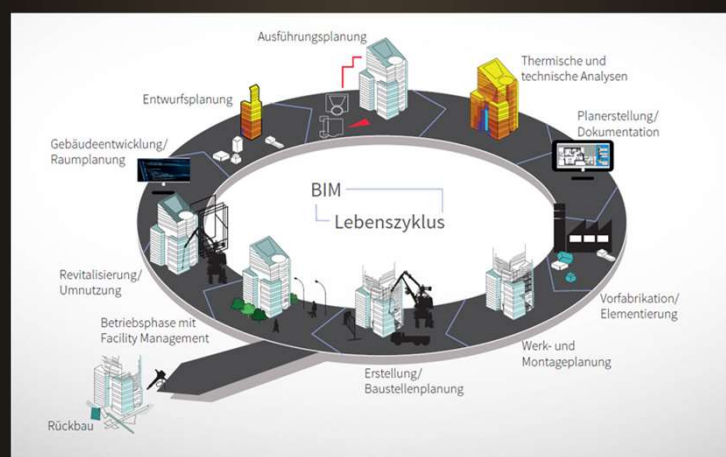 Ausführungsplanung
Thermische und
technische Analysen
Entwurfsplanung
Planerstellung/
Dokumentation
Gebäudeentwicklung/
Raumplanung
BIM
Lebenszyklus
Revitalisierung/
Umnutzung
Vorfabrikation/
Elementierung
Betriebsphase mit
Facility Management
Werk- und
Montageplanung
Erstellung/
Baustellenplanung
Rückbau